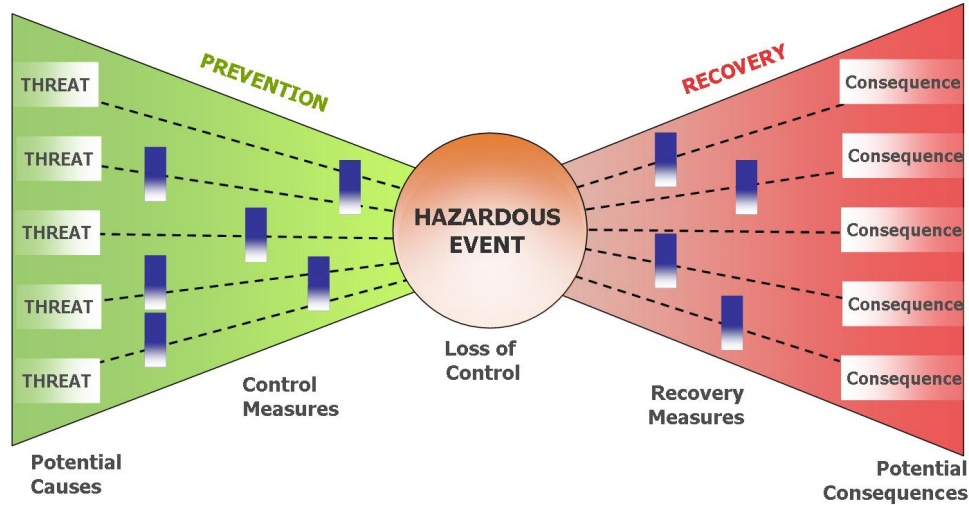 PREVENTION
RECOVERY
THREAT
THREAT
THREAT
THREAT
THREAT
HAZARDOUS
EVENT
Consequence
Consequence
Consequence
Consequence
Consequence
Loss of
Control
Control
Measures
Recovery
Measures
Potential
Causes
Potential
Consequences